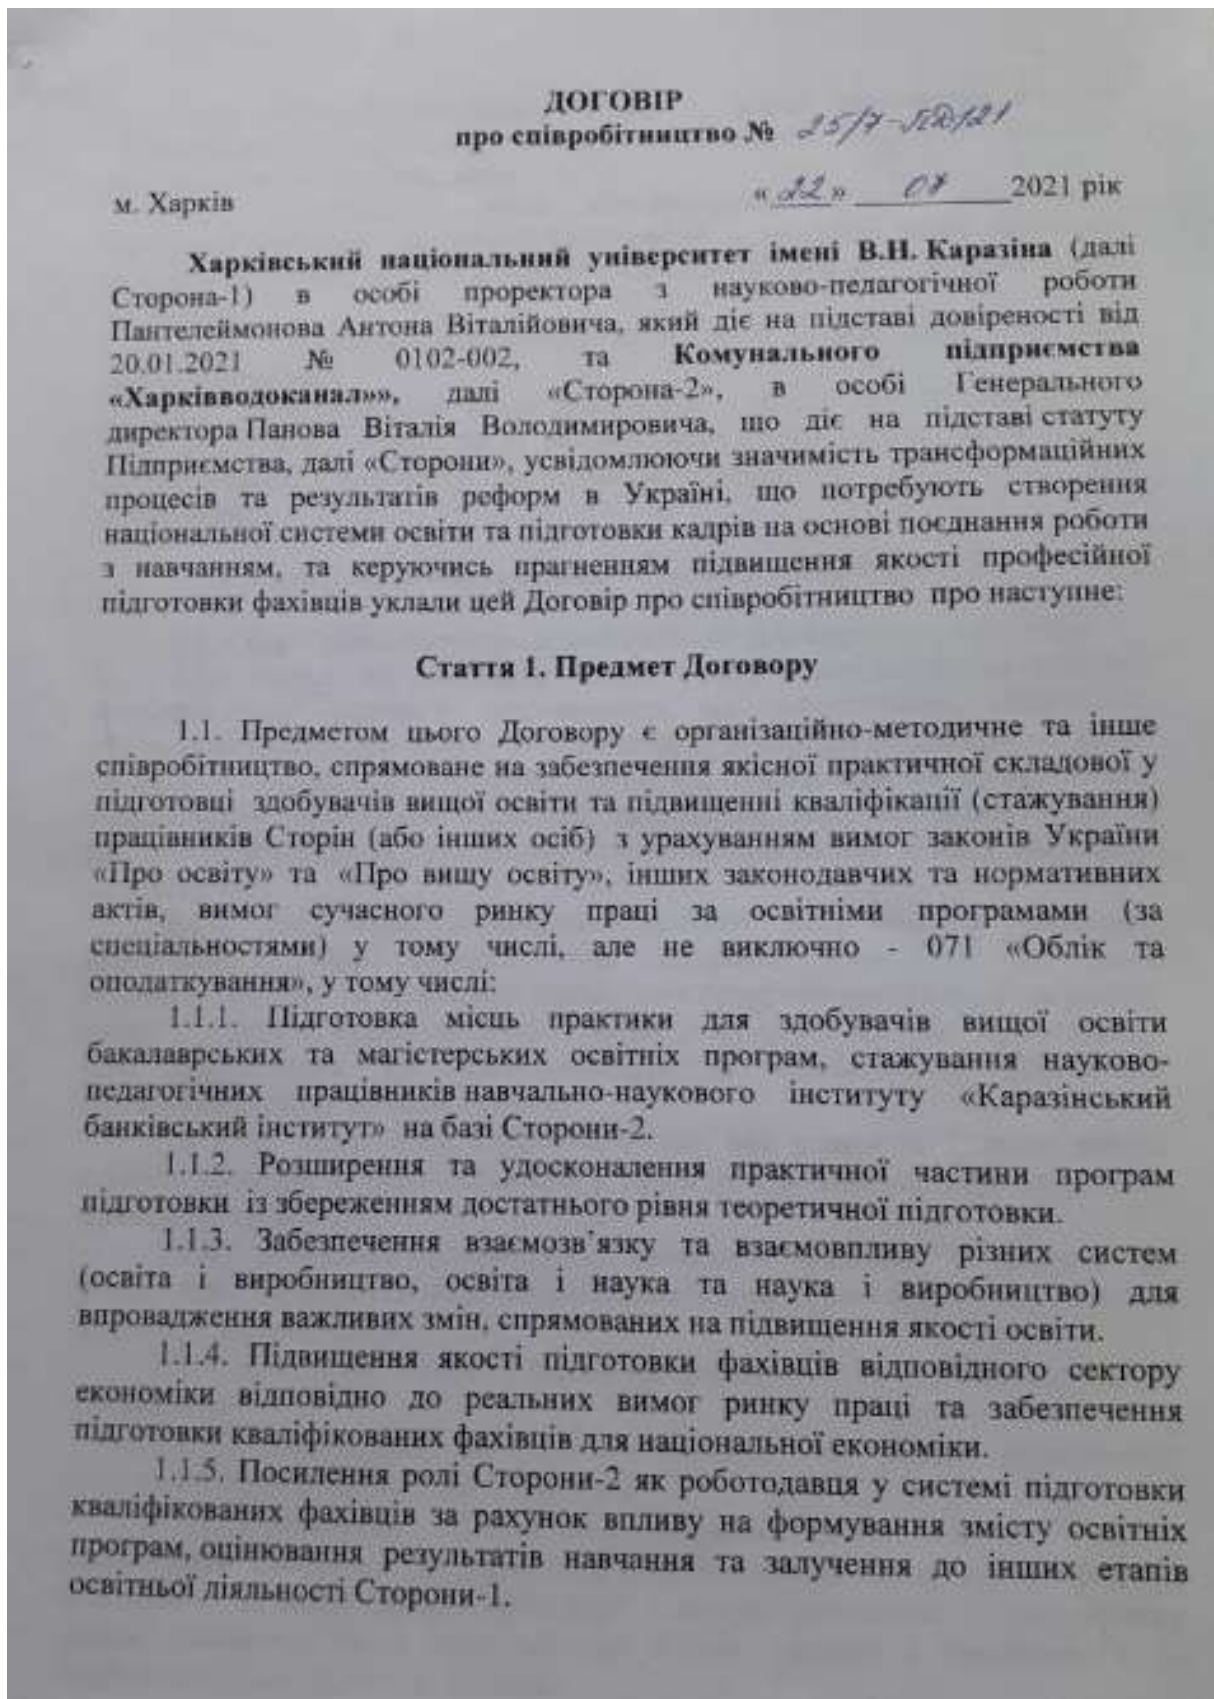 ДОГОВІР
про співробітництво № 25/7-ПД/21
м. Харків « 22 » 07 2021 рік
Харківський національний університет імені В.Н. Каразіна (далі
Сторона-1) в особі проректора з науково-педагогічної роботи
Пантелеймонова Антона Віталійовича, який діє на підставі довіреності від
20.01.2021 № 0102-002, та Комунального підприємства
«Харківводоканал»», далі «Сторона-2», в особі Генерального
директора Панова Віталія Володимировича, що діє на підставі статуту
Підприємства, далі «Сторони», усвідомлюючи значимість трансформаційних
процесів та результатів реформ в Україні, що потребують створення
національної системи освіти та підготовки кадрів на основі поєднання роботи
з навчанням, та керуючись прагненням підвищення якості професійної
підготовки фахівців уклали цей Договір про співробітництво про наступне:
Стаття 1. Предмет Договору
1.1. Предметом цього Договору є організаційно-методичне та інше
співробітництво, спрямоване на забезпечення якісної практичної складової у
підготовці здобувачів вищої освіти та підвищенні кваліфікації (стажування)
працівників Сторін (або інших осіб) з урахуванням вимог законів України
«Про освіту» та «Про вищу освіту», інших законодавчих та нормативних
актів, вимог сучасного ринку праці за освітніми програмами (за
спеціальностями) у тому числі, але не виключно - 071 «Облік та
оподаткування», у тому числі:
1.1.1. Підготовка місць практики для здобувачів вищої освіти
бакалаврських та магістерських освітніх програм, стажування науково-
педагогічних працівників навчально-наукового інституту «Каразінський
банківський інститут» на базі Сторони-2.
1.1.2. Розширення та удосконалення практичної частини програм
підготовки із збереженням достатнього рівня теоретичної підготовки.
1.1.3. Забезпечення взаємозв'язку та взаємовпливу різних систем
(освіта і виробництво, освіта і наука та наука і виробництво) для
впровадження важливих змін, спрямованих на підвищення якості освіти.
1.1.4. Підвищення якості підготовки фахівців відповідного сектору
економіки відповідно до реальних вимог ринку праці та забезпечення
підготовки кваліфікованих фахівців для національної економіки.
1.1.5. Посилення ролі Сторони-2 як роботодавця у системі підготовки
кваліфікованих фахівців за рахунок впливу на формування змісту освітніх
програм, оцінювання результатів навчання та залучення до інших етапів
освітньої діяльності Сторони-1.